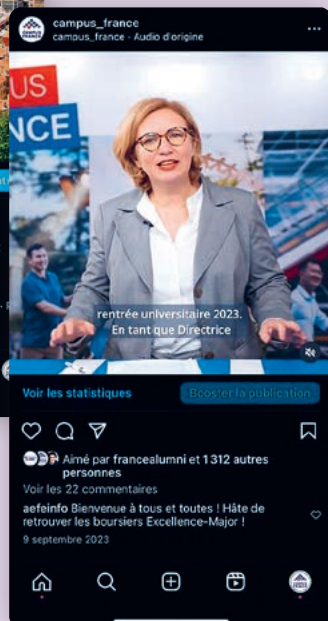 campus_france
campus_france · Audio d'origine
CAMPUS
FRANCE
US
NCE
rentrée universitaire 2023.
En tant que Directrice
Voir les statistiques
Booster la publication
Aimé par francealumni et 1 312 autres
personnes
Voir les 22 commentaires
aefeinfo Bienvenue à tous et toutes ! Hâte de
retrouver les boursiers Excellence-Major !
9 septembre 2023